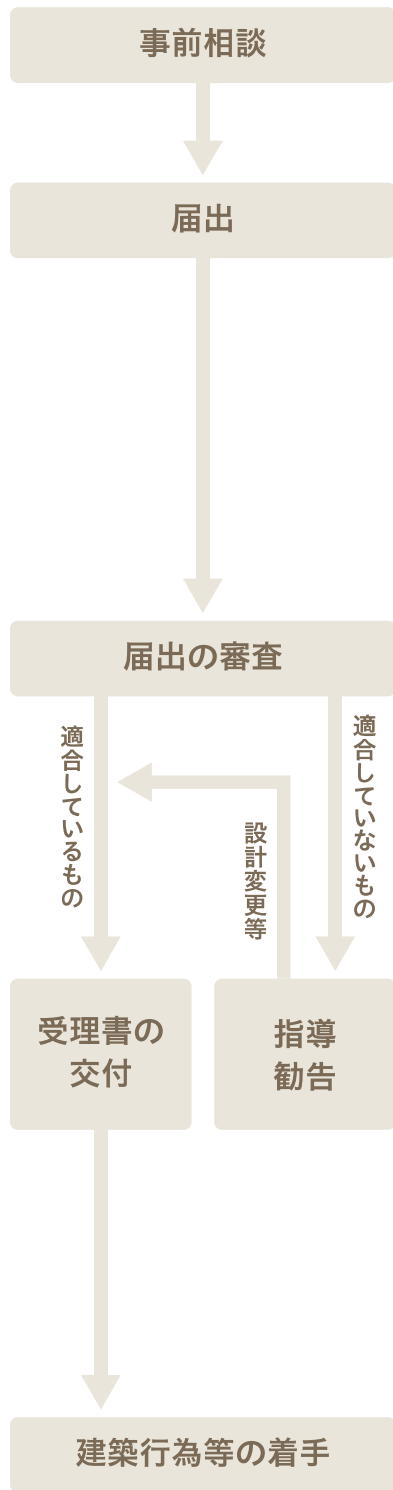 事前相談
届出
届出の審査
適合しているもの
適合していないもの
設計変更等
受理書の
交付
指導
勧告
建築行為等の着手